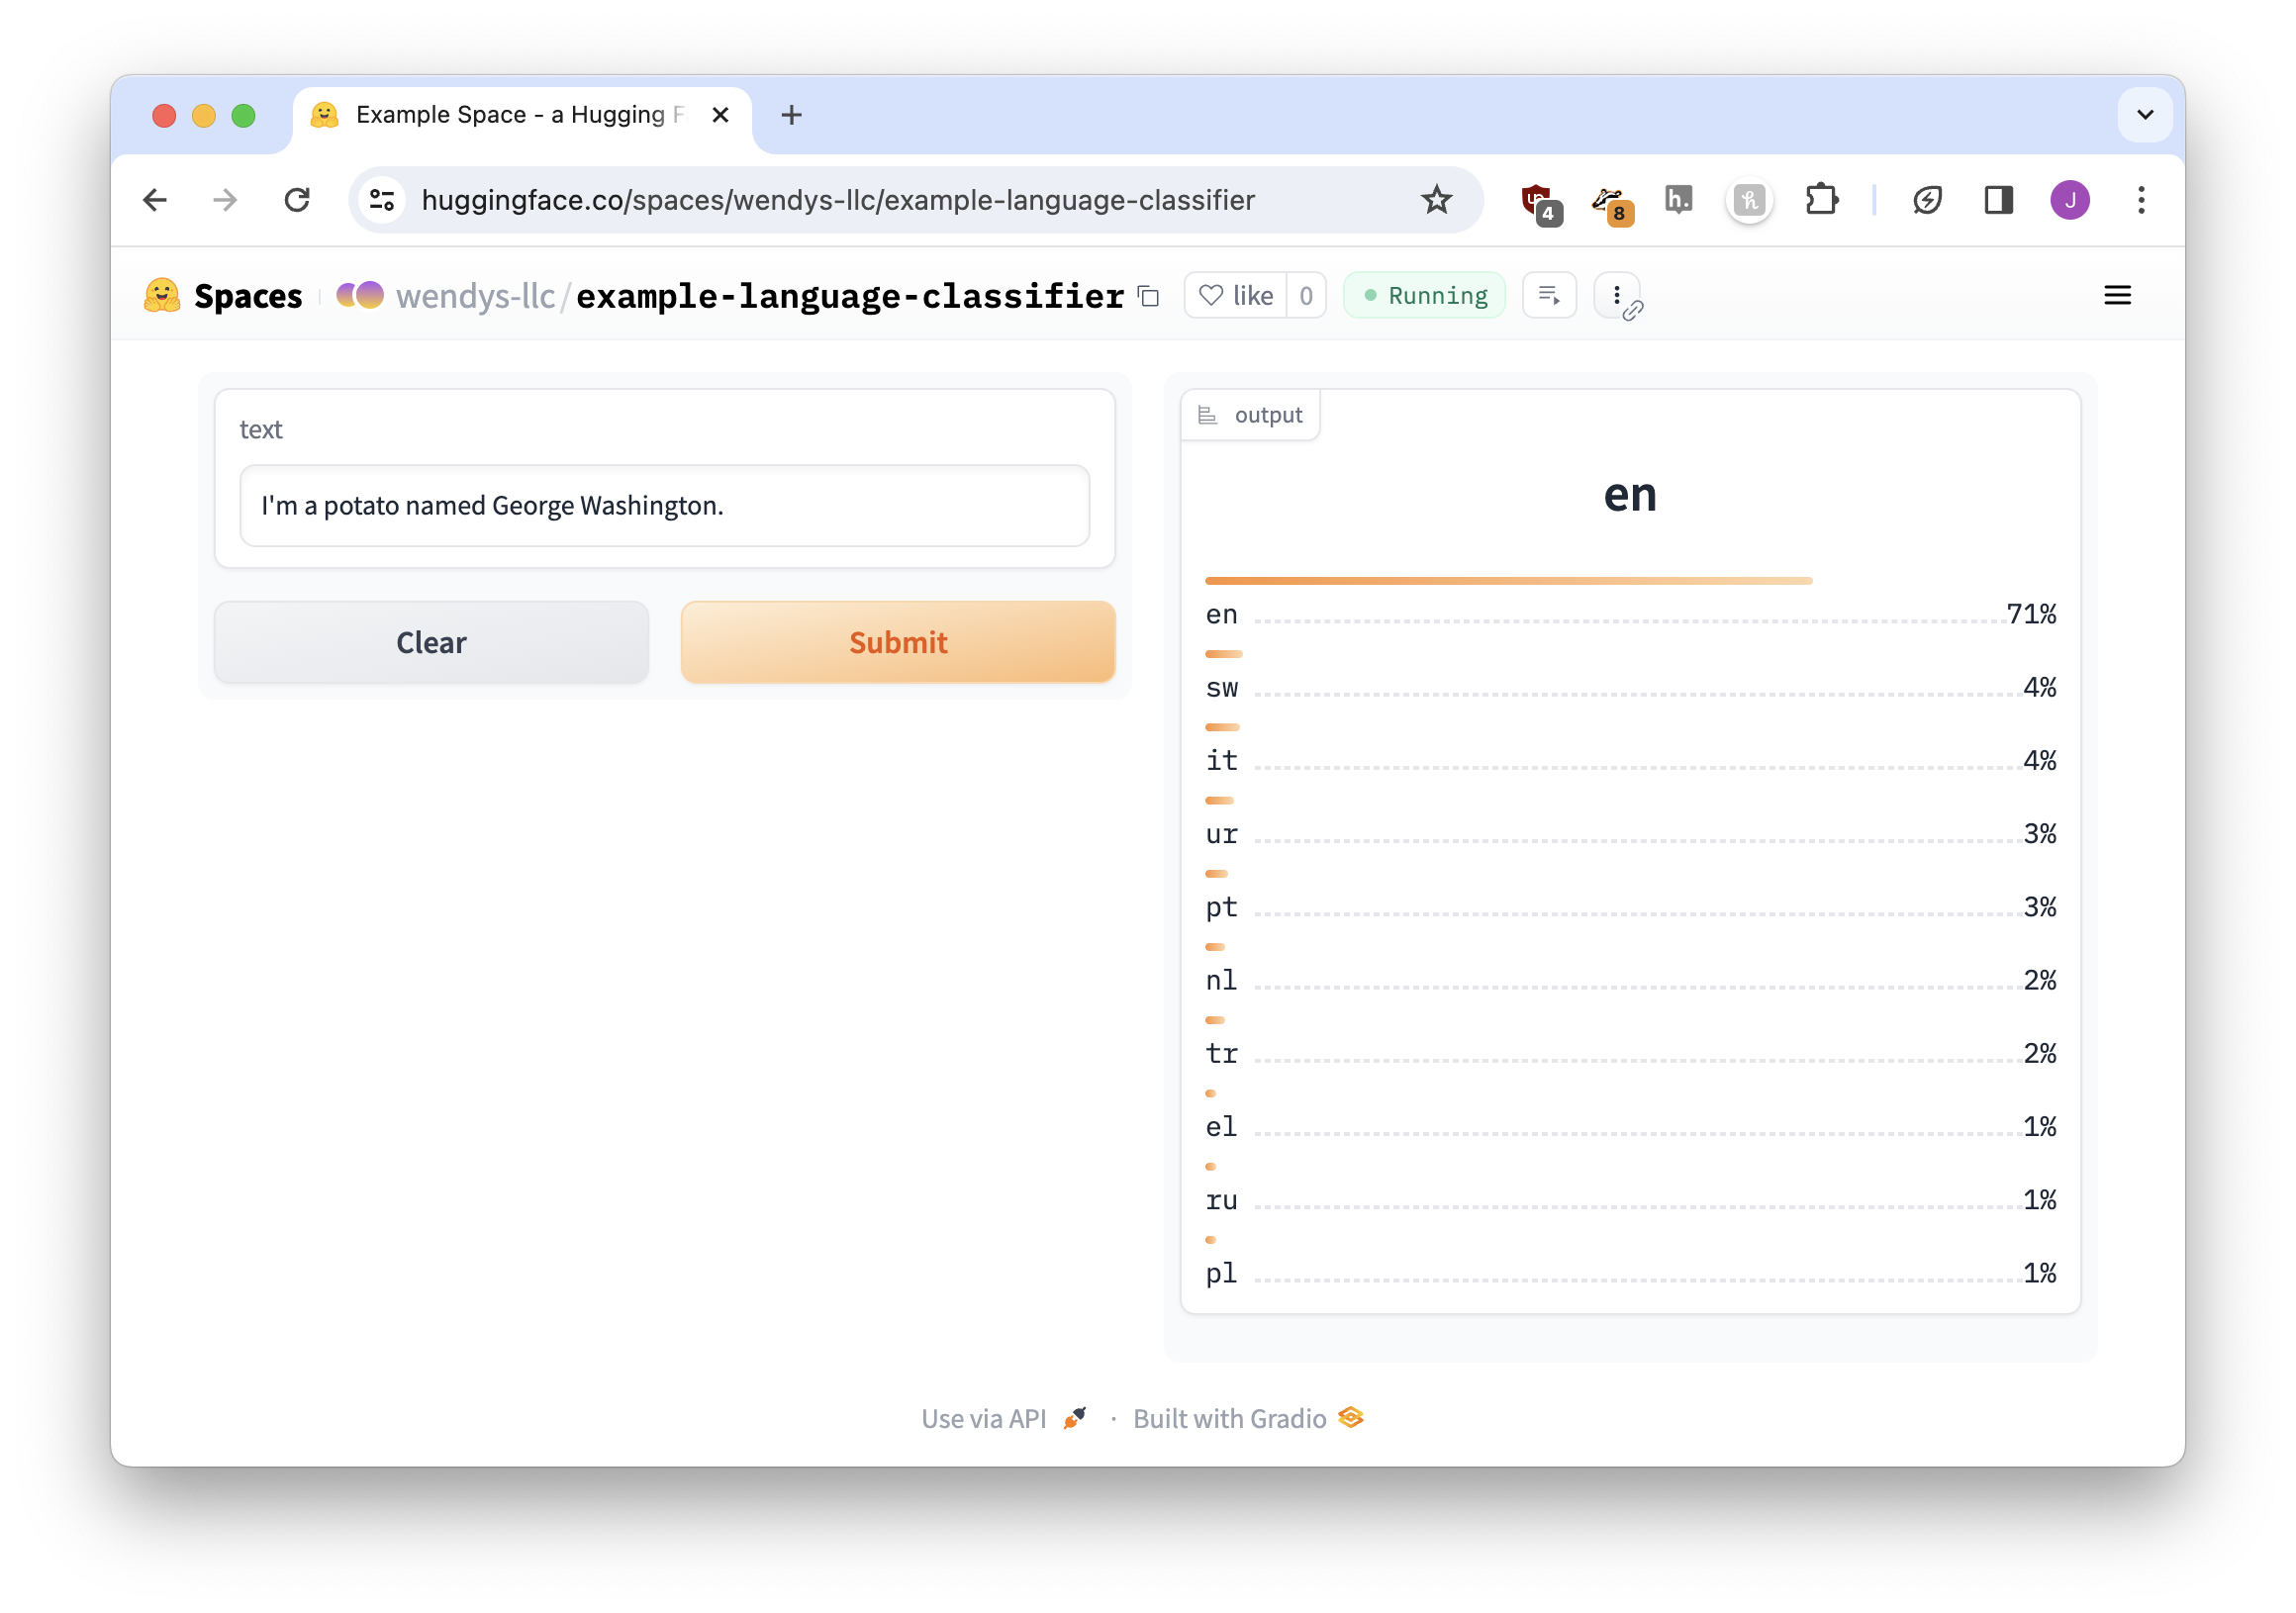 Example Space - a Hugging F
huggingface.co/spaces/wendys-llc/example-language-classifier
4
8
h.
J
Spaces
wendys-llc/example-language-classifier
like
0
Running
text
I'm a potato named George Washington.
Clear
Submit
output
en
en 71%
sw 4%
it 4%
ur 3%
pt 3%
nl 2%
tr 2%
el 1%
ru 1%
pl 1%
Use via API · Built with Gradio